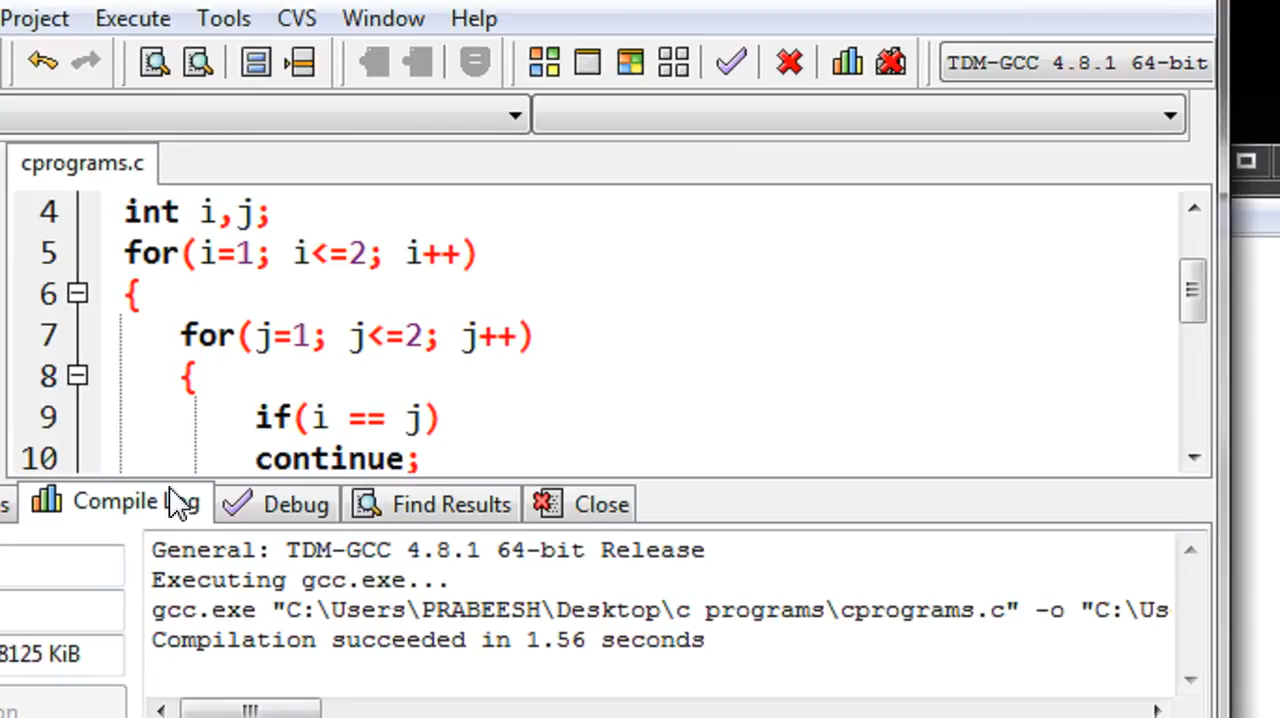 Project Execute Tools CVS Window Help
TDM-GCC 4.8.1 64-bit
cprograms.c
4 int i,j;
5 for(i=1; i<=2; i++)
6 {
7 for(j=1; j<=2; j++)
8 {
9 if(i == j)
10 continue;
s Compile Log Debug Find Results Close
General: TDM-GCC 4.8.1 64-bit Release
Executing gcc.exe...
gcc.exe "C:\Users\PRABEESH\Desktop\c programs\cprograms.c" -o "C:\Us
8125 KiB
Compilation succeeded in 1.56 seconds
on